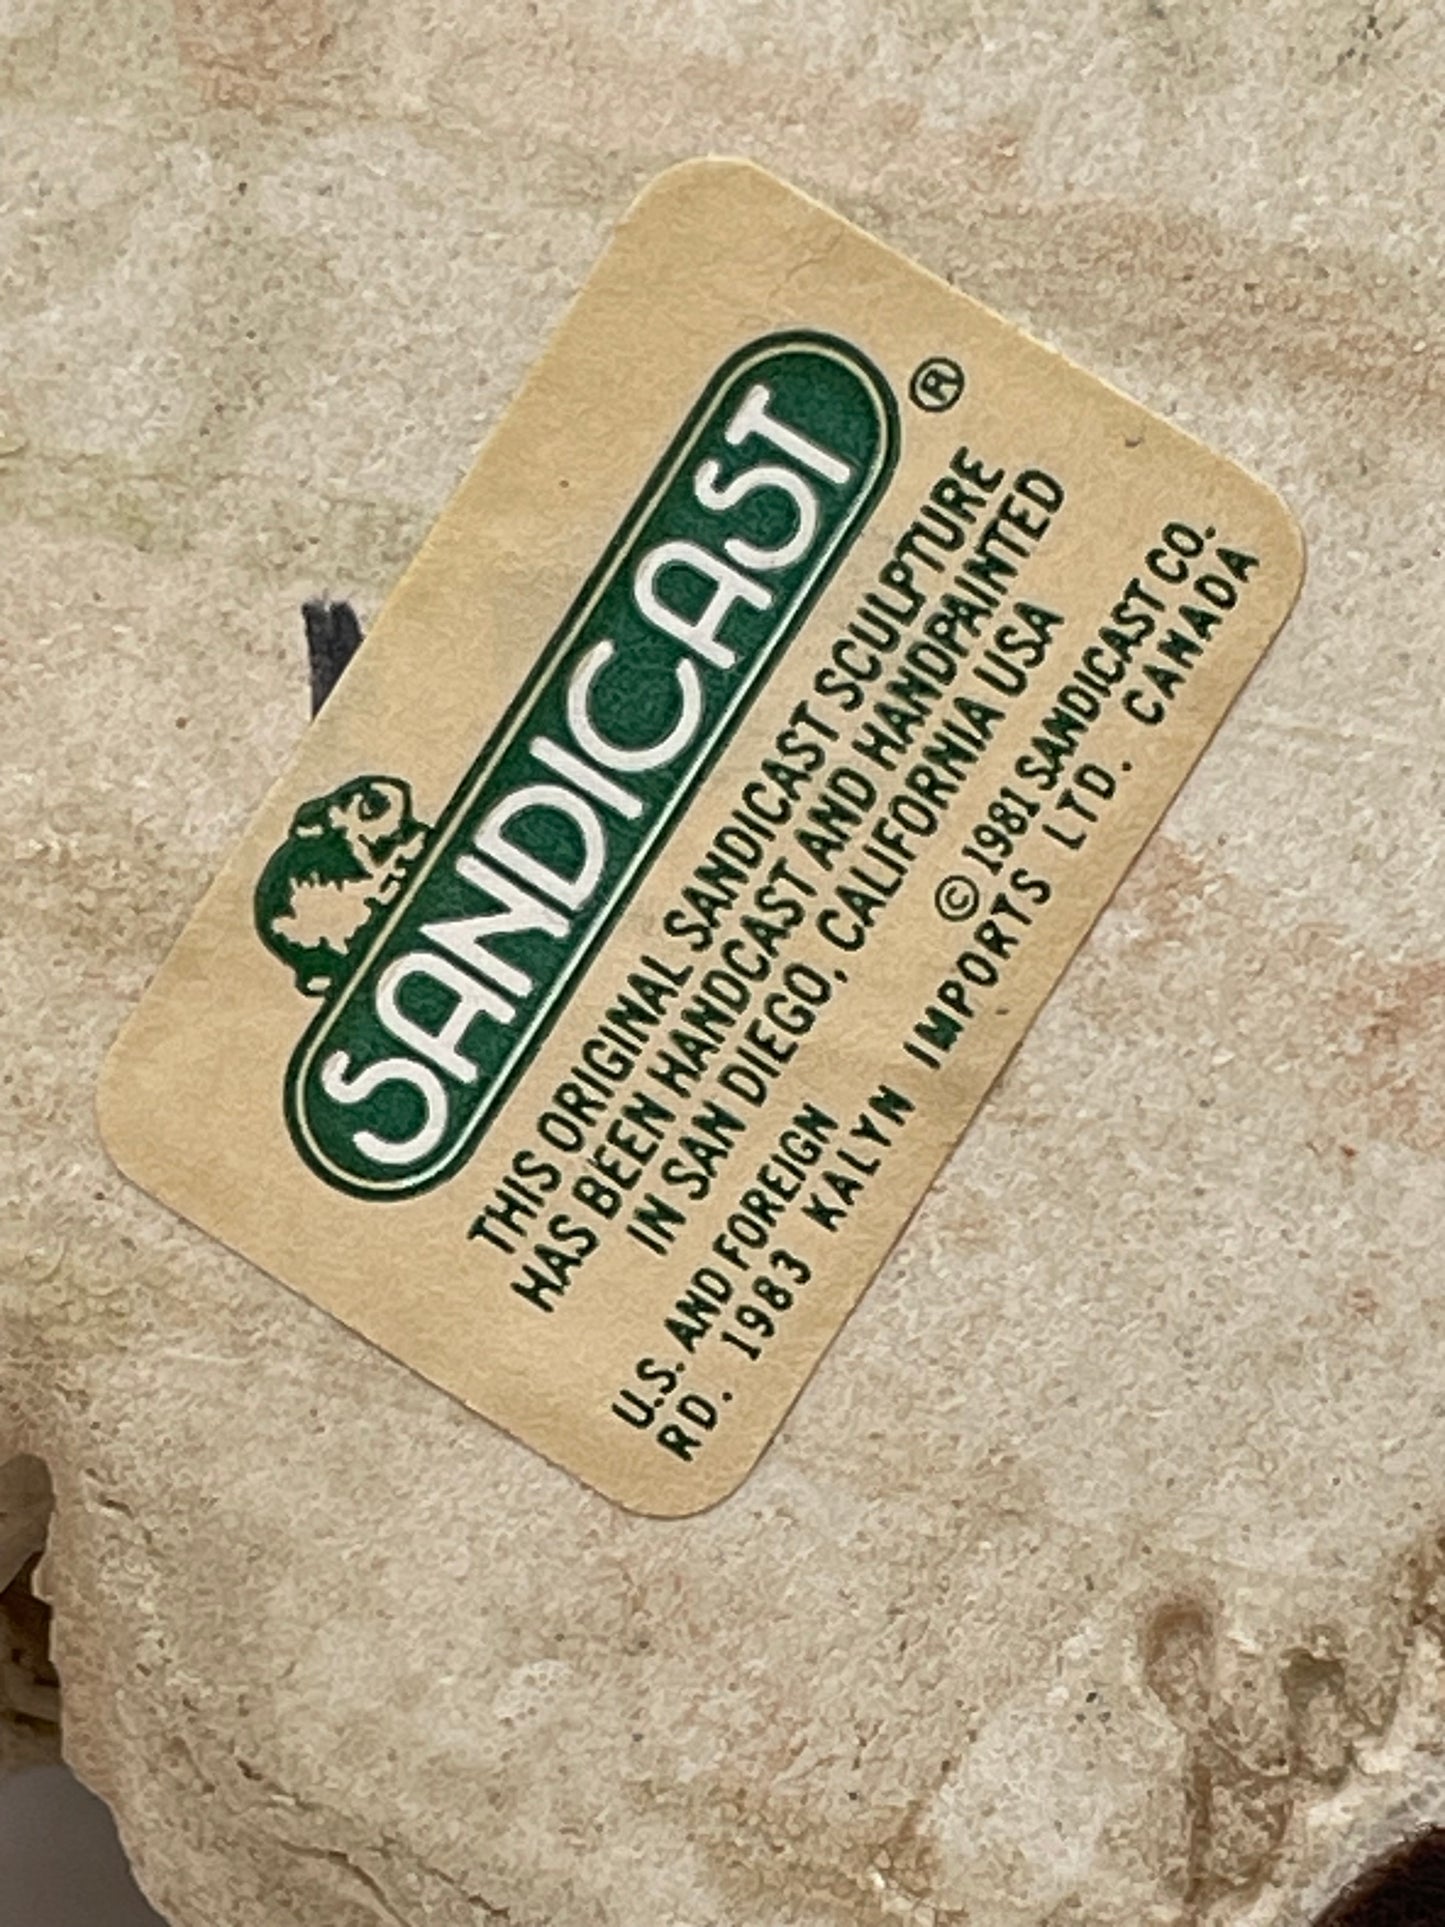 SANDICAST ®
THIS ORIGINAL SANDICAST SCULPTURE
HAS BEEN HANDCAST AND HANDPAINTED
IN SAN DIEGO, CALIFORNIA USA
U.S. AND FOREIGN © 1981 SANDICAST CO.
RD. 1983 KALYN IMPORTS LTD. CANADA